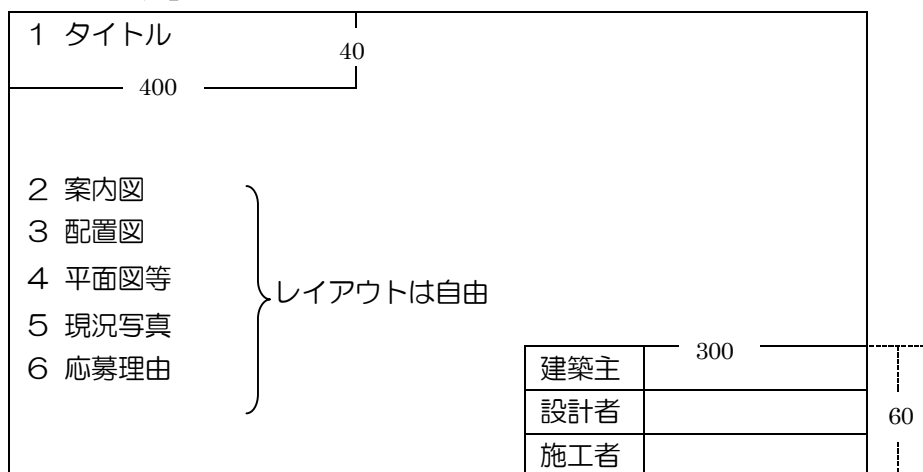 1 タイトル
40
400
2 案内図
3 配置図
4 平面図等
レイアウトは自由
5 現況写真
6 応募理由
300
建築主
設計者
60
施工者